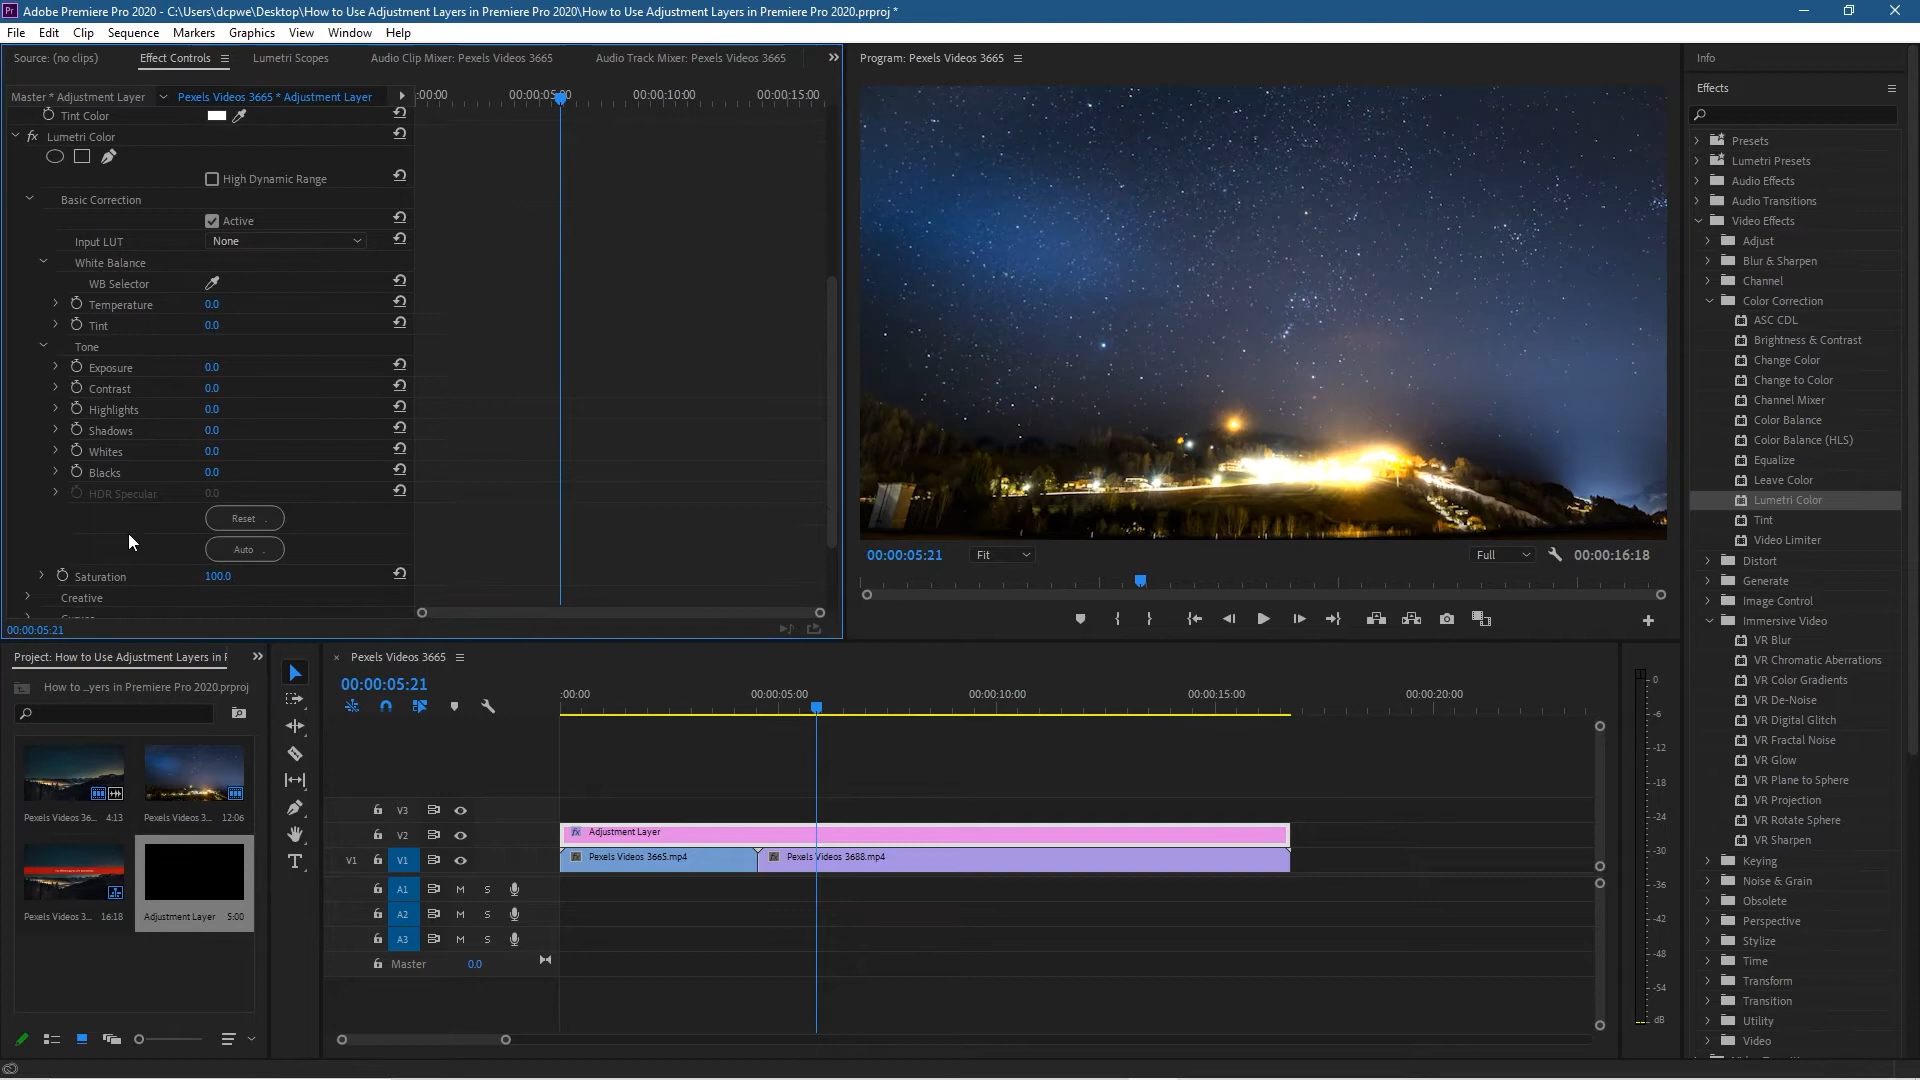 Adobe Premiere Pro 2020 - C:\Users\dcpwe\Desktop\How to Use Adjustment Layers in Premiere Pro 2020\How to Use Adjustment Layers in Premiere Pro 2020.prproj *
File Edit Clip Sequence Markers Graphics View Window Help
Source: (no clips) Effect Controls Lumetri Scopes Audio Clip Mixer: Pexels Videos 3665 Audio Track Mixer: Pexels Videos 3665
Master * Adjustment Layer Pexels Videos 3665 * Adjustment Layer
:00:00 00:00:05:00 00:00:10:00 00:00:15:00
Tint Color
fx Lumetri Color
High Dynamic Range
Basic Correction
Active
Input LUT None
White Balance
WB Selector
Temperature 0.0
Tint 0.0
Tone
Exposure 0.0
Contrast 0.0
Highlights 0.0
Shadows 0.0
Whites 0.0
Blacks 0.0
HDR Specular 0.0
Reset
Auto
Saturation 100.0
Creative
00:00:05:21
Program: Pexels Videos 3665
00:00:05:21 Fit Full 00:00:16:18
Info
Effects
Presets
Lumetri Presets
Audio Effects
Audio Transitions
Video Effects
Adjust
Blur & Sharpen
Channel
Color Correction
ASC CDL
Brightness & Contrast
Change Color
Change to Color
Channel Mixer
Color Balance
Color Balance (HLS)
Equalize
Leave Color
Lumetri Color
Tint
Video Limiter
Distort
Generate
Image Control
Immersive Video
VR Blur
VR Chromatic Aberrations
VR Color Gradients
VR De-Noise
VR Digital Glitch
VR Fractal Noise
VR Glow
VR Plane to Sphere
VR Projection
VR Rotate Sphere
VR Sharpen
Keying
Noise & Grain
Obsolete
Perspective
Stylize
Time
Transform
Transition
Utility
Video
Project: How to Use Adjustment Layers in P
How to ...yers in Premiere Pro 2020.prproj
Pexels Videos 36... 4:13
Pexels Videos 3... 12:06
Pexels Videos 3... 16:18
Adjustment Layer 5:00
Pexels Videos 3665
00:00:05:21
:00:00 00:00:05:00 00:00:10:00 00:00:15:00 00:00:20:00
V3
V2 Adjustment Layer
V1 V1 Pexels Videos 3665.mp4 Pexels Videos 3688.mp4
A1 M S
A2 M S
A3 M S
Master 0.0
0
-6
-12
-18
-24
-30
-36
-42
-48
-54
dB